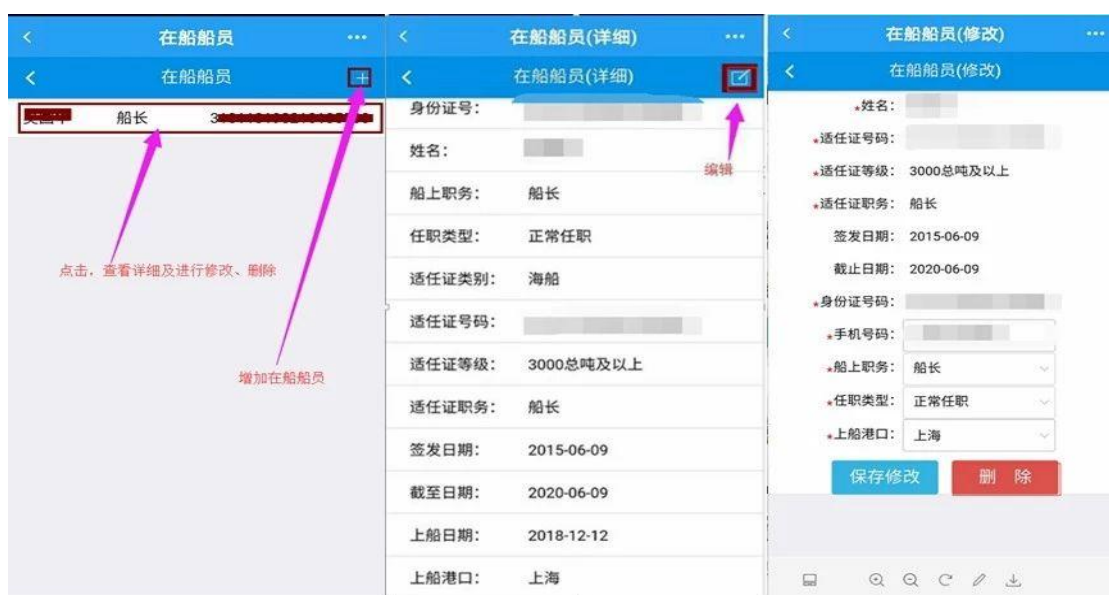 在船船员
在船船员
船长
点击，查看详细及进行修改、删除
增加在船船员
在船船员(详细)
在船船员(详细)
身份证号:
姓名:
编辑
船上职务: 船长
任职类型: 正常任职
适任证类别: 海船
适任证号码:
适任证等级: 3000总吨及以上
适任证职务: 船长
签发日期: 2015-06-09
截至日期: 2020-06-09
上船日期: 2018-12-12
上船港口: 上海
在船船员(修改)
在船船员(修改)
*姓名:
*适任证号码:
*适任证等级: 3000总吨及以上
*适任证职务: 船长
签发日期: 2015-06-09
截止日期: 2020-06-09
*身份证号码:
*手机号码:
*船上职务: 船长
*任职类型: 正常任职
*上船港口: 上海
保存修改 删 除